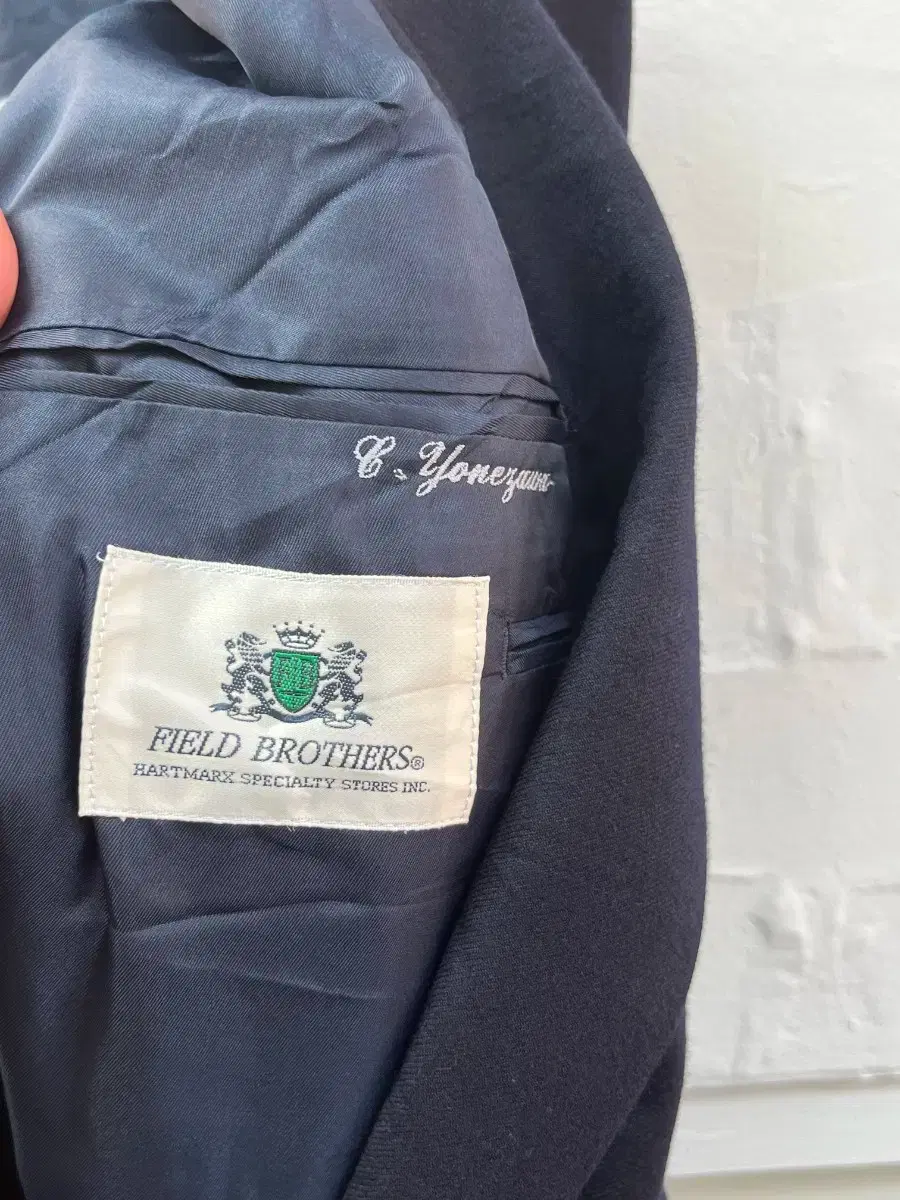 C. Yonezawa
FIELD BROTHERS®
HARTMARX SPECIALTY STORES INC.